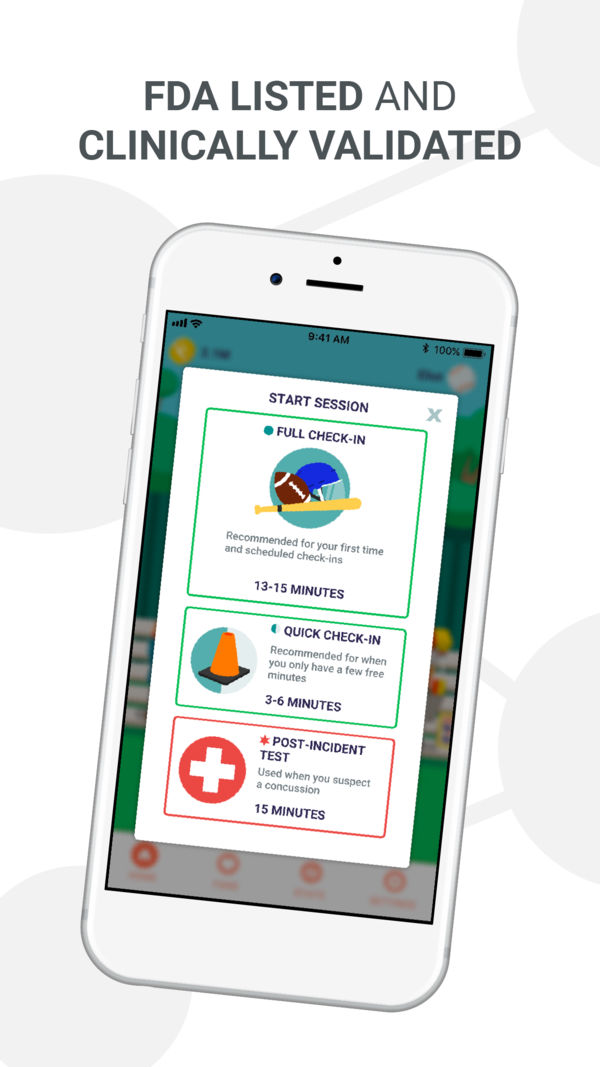 FDA LISTED AND
CLINICALLY VALIDATED
9:41 AM
100%
START SESSION
X
FULL CHECK-IN
Recommended for your first time
and scheduled check-ins
13-15 MINUTES
QUICK CHECK-IN
Recommended for when
you only have a few free
minutes
3-6 MINUTES
POST-INCIDENT
TEST
Used when you suspect
a concussion
15 MINUTES